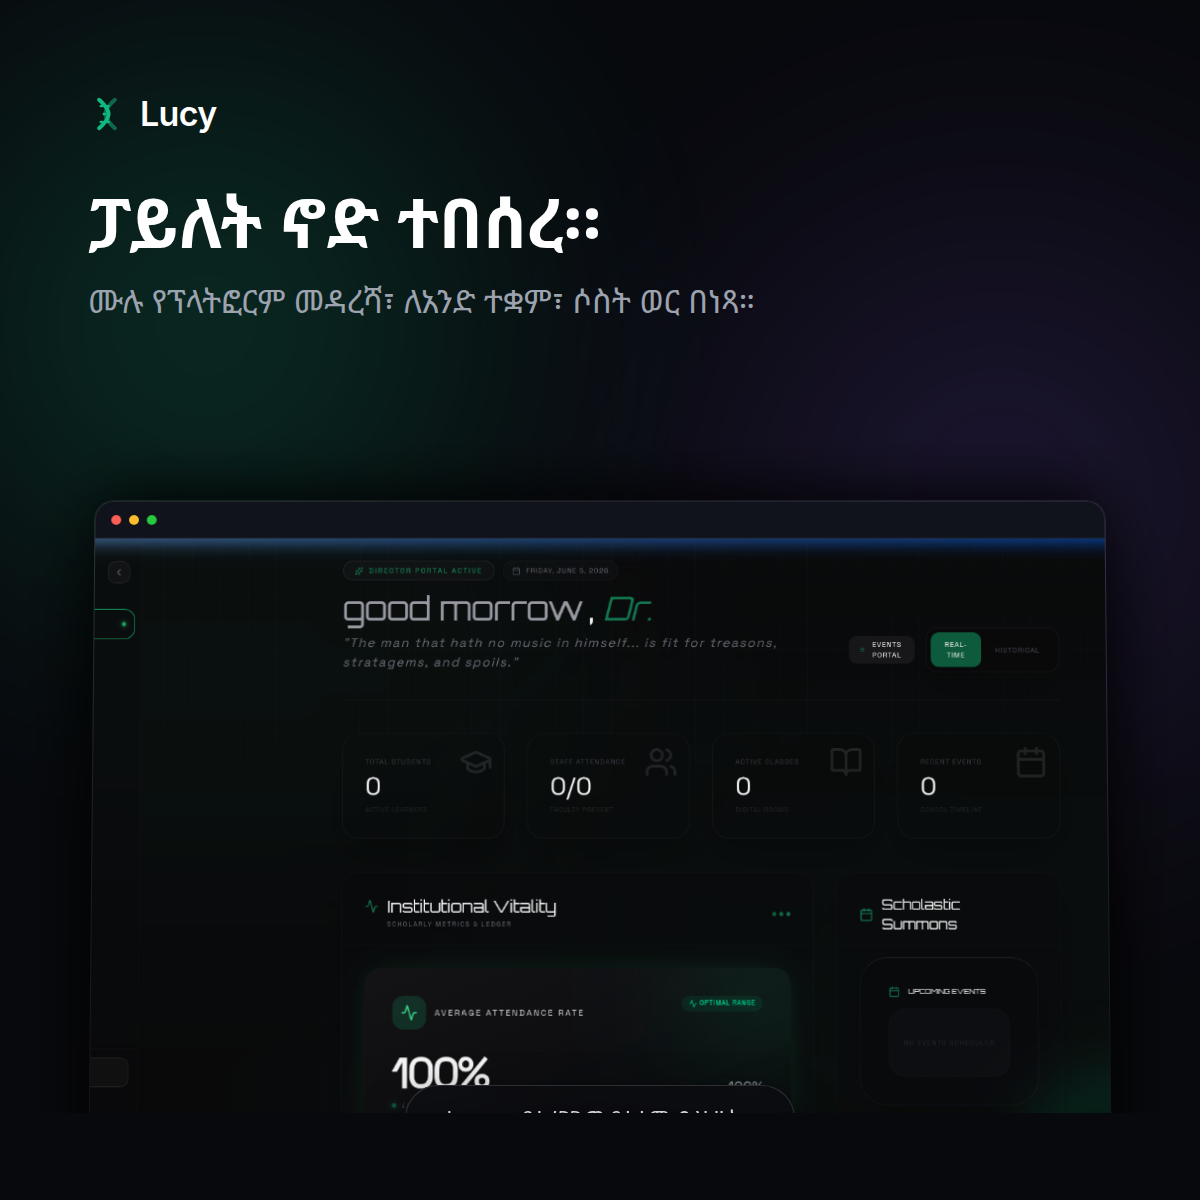 Lucy
ፓይለት ኖድ ተበሰረ።
ሙሉ የፕላትፎርም መዳረሻ፣ ለአንድ ተቋም፣ ሶስት ወር በነጻ።
DIRECTOR PORTAL ACTIVE
FRIDAY, JUNE 5, 2026
good morrow , Dr.
"The man that hath no music in himself... is fit for treasons,
stratagems, and spoils."
EVENTS
PORTAL
REAL-
TIME
HISTORICAL
TOTAL STUDENTS
0
ACTIVE LEARNERS
STAFF ATTENDANCE
0/0
FACULTY PRESENT
ACTIVE CLASSES
0
DIGITAL ROOMS
RECENT EVENTS
0
CONSOL TIMELINE
Institutional Vitality
SCHOLARLY METRICS & LEDGER
Scholastic
Summons
AVERAGE ATTENDANCE RATE
OPTIMAL RANGE
100%
100%
UPCOMING EVENTS
NO EVENTS SCHEDULED